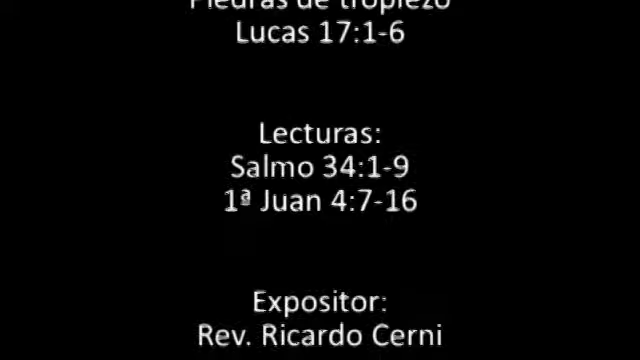 Piedras de tropiezo
Lucas 17:1-6
Lecturas:
Salmo 34:1-9
1ª Juan 4:7-16
Expositor:
Rev. Ricardo Cerni